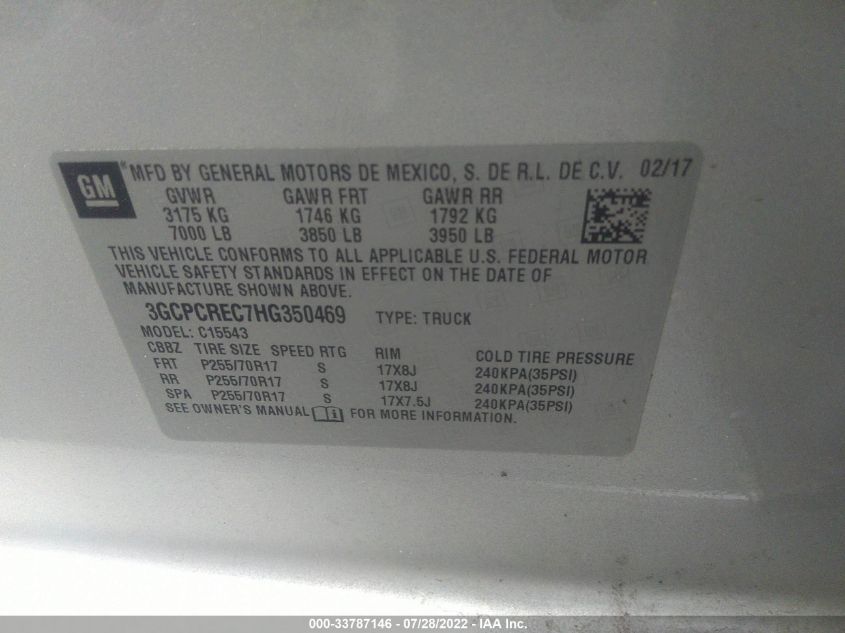 GM
*MFD BY GENERAL MOTORS DE MEXICO, S. DE R.L. DE C.V. 02/17
GVWR GAWR FRT GAWR RR
3175 KG 1746 KG 1792 KG
7000 LB 3850 LB 3950 LB
THIS VEHICLE CONFORMS TO ALL APPLICABLE U.S. FEDERAL MOTOR
VEHICLE SAFETY STANDARDS IN EFFECT ON THE DATE OF
MANUFACTURE SHOWN ABOVE.
3GCPCREC7HG350469 TYPE: TRUCK
MODEL: C15543
CBBZ TIRE SIZE SPEED RTG RIM COLD TIRE PRESSURE
FRT P255/70R17 S 17X8J 240KPA(35PSI)
RR P255/70R17 S 17X8J 240KPA(35PSI)
SPA P255/70R17 S 17X7.5J 240KPA(35PSI)
SEE OWNER'S MANUAL i FOR MORE INFORMATION.
000-33787146 - 07/28/2022 - IAA Inc.